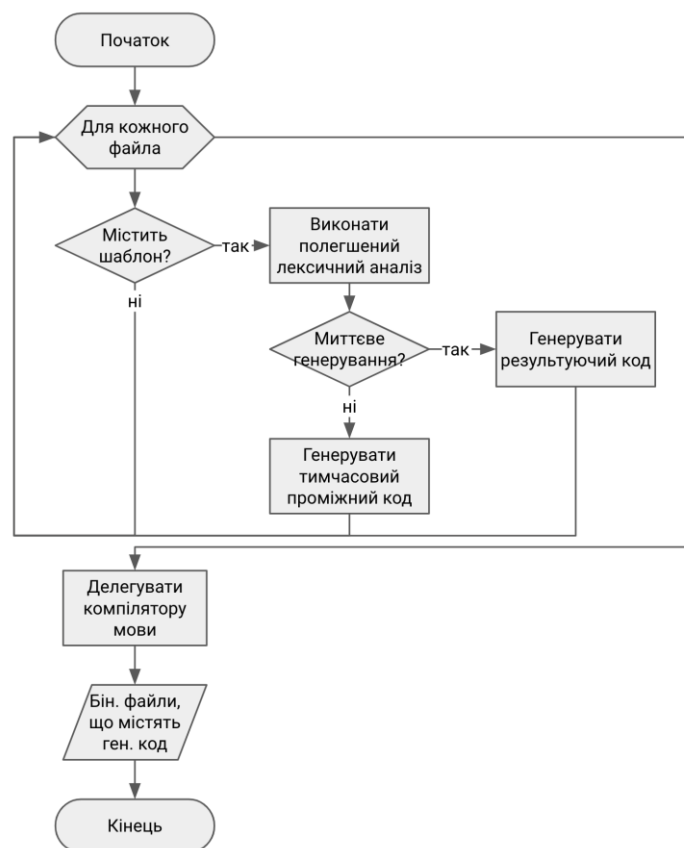 Початок
Для кожного
файла
Містить
шаблон?
так
Виконати
полегшений
лексичний аналіз
ні
Миттєве
генерування?
так
Генерувати
результуючий код
ні
Генерувати
тимчасовий
проміжний код
Делегувати
компілятору
мови
Бін. файли,
що містять
ген. код
Кінець